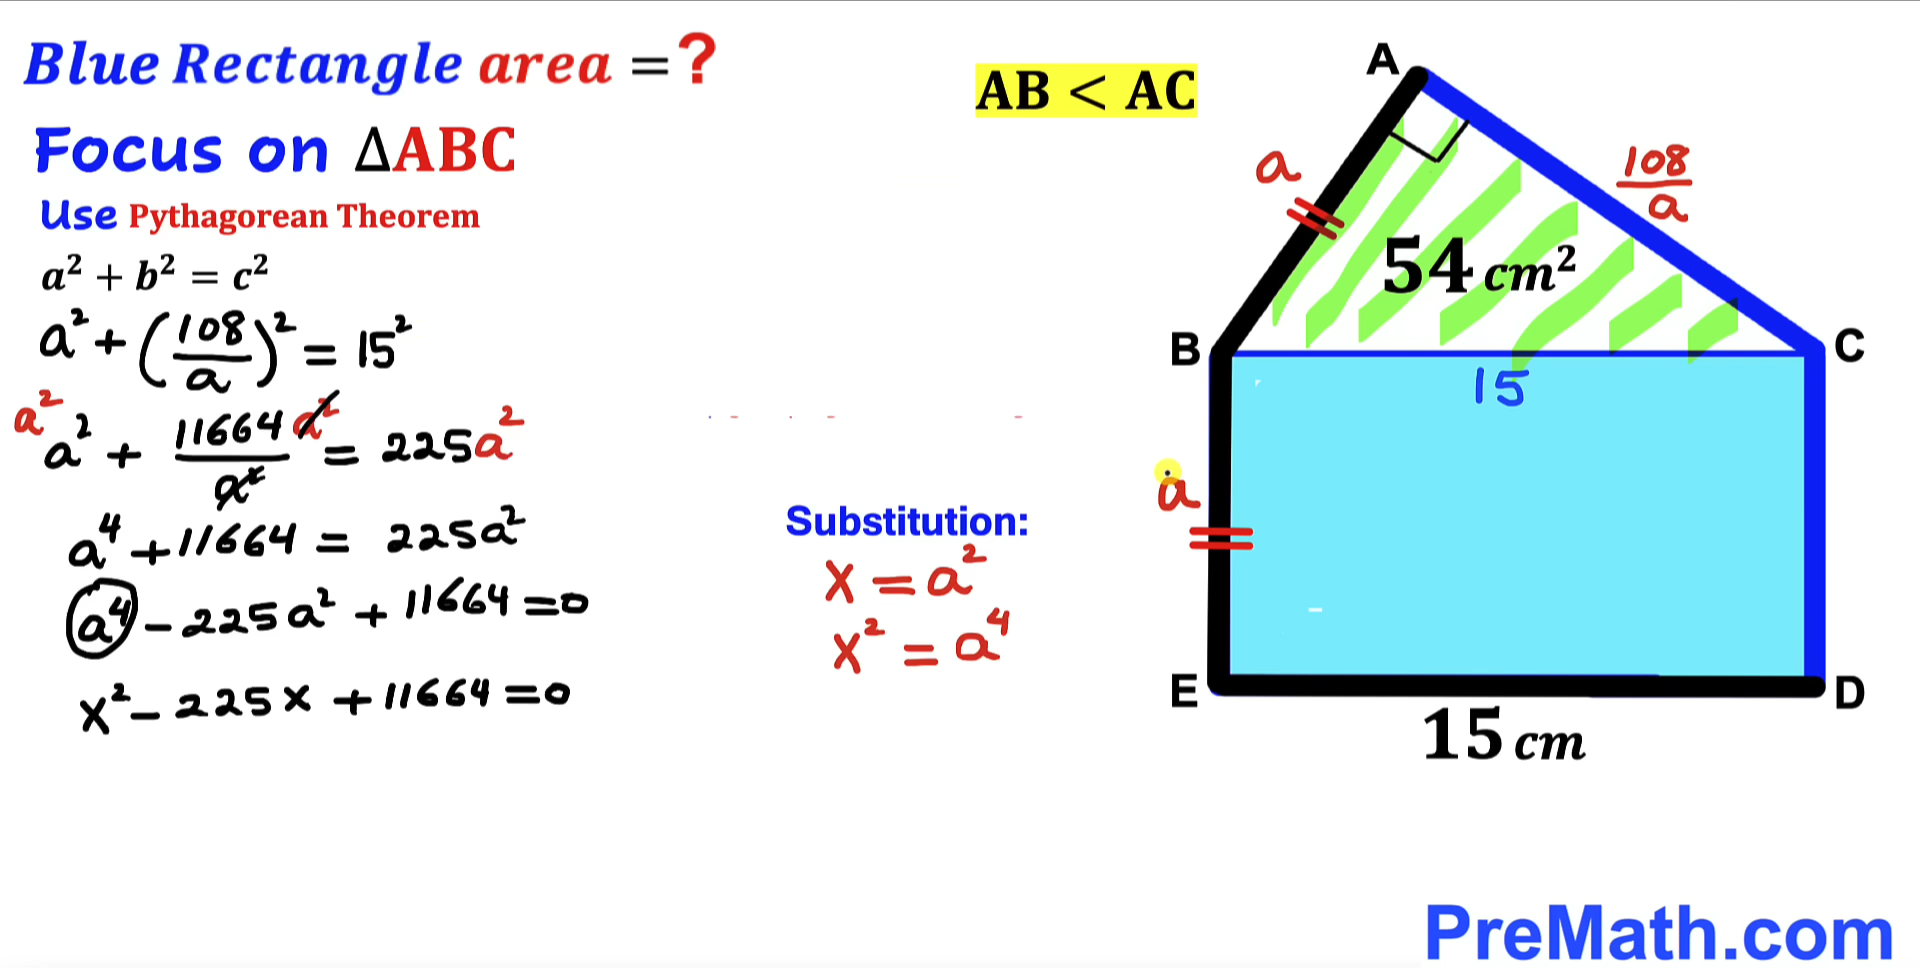 Blue Rectangle area = ?
Focus on ΔABC
Use Pythagorean Theorem
a² + b² = c²
a² + (108/a)² = 15²
a² a² + 11664 a²/a² = 225a²
a⁴ + 11664 = 225a²
a⁴ - 225a² + 11664 = 0
x² - 225x + 11664 = 0
AB < AC
Substitution:
x = a²
x² = a⁴
A
a
108/a
54 cm²
B
C
15
a
E
D
15 cm
PreMath.com